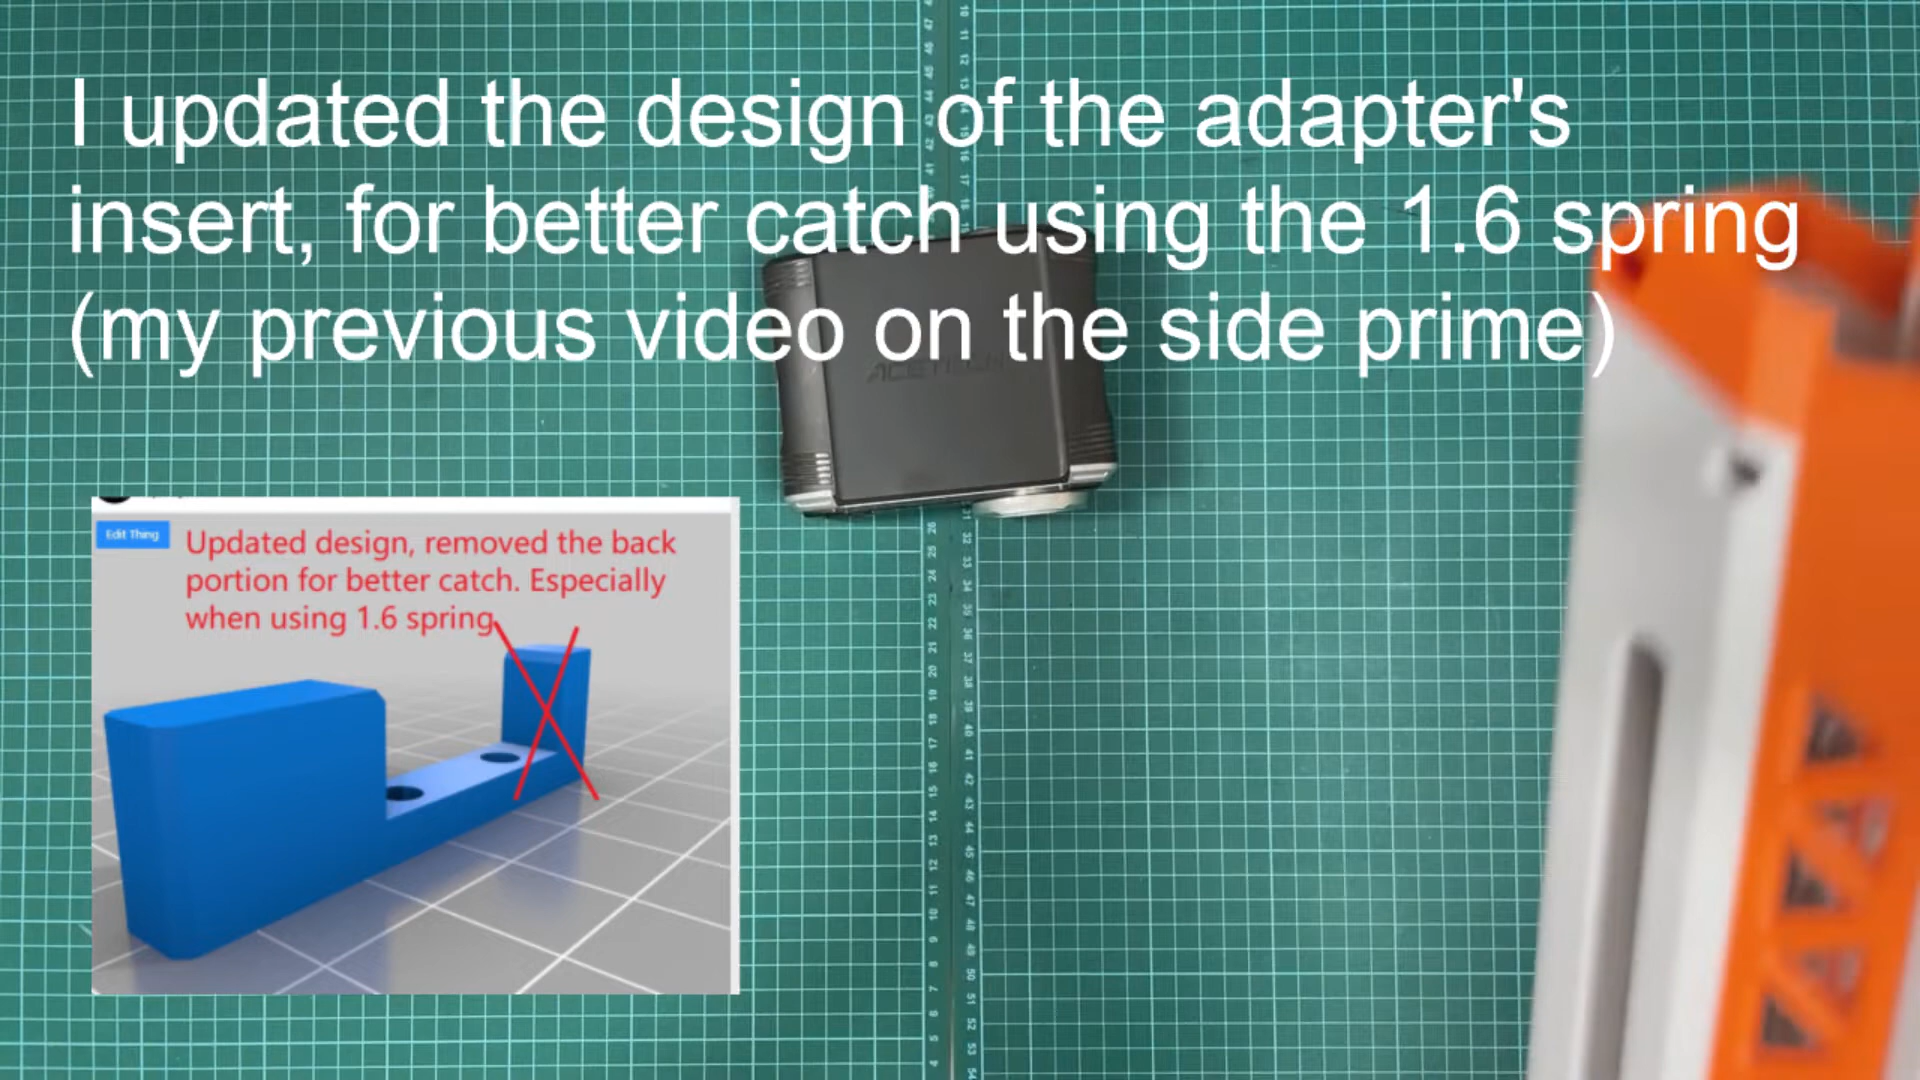 I updated the design of the adapter's
insert, for better catch using the 1.6 spring
(my previous video on the side prime)
ACETECH
Edit Thing
Updated design, removed the back
portion for better catch. Especially
when using 1.6 spring